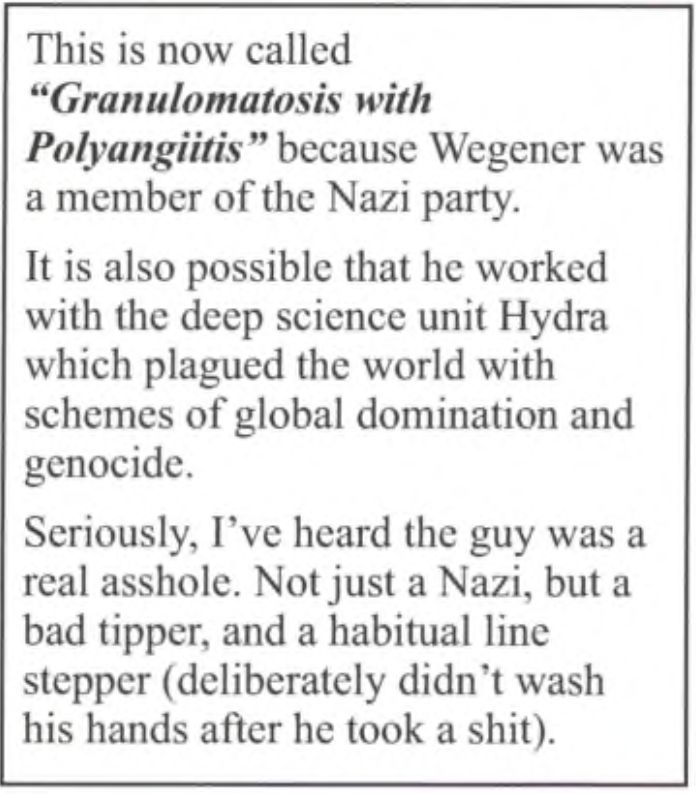 This is now called
“Granulomatosis with
Polyangiitis” because Wegener was
a member of the Nazi party.
It is also possible that he worked
with the deep science unit Hydra
which plagued the world with
schemes of global domination and
genocide.
Seriously, I’ve heard the guy was a
real asshole. Not just a Nazi, but a
bad tipper, and a habitual line
stepper (deliberately didn’t wash
his hands after he took a shit).